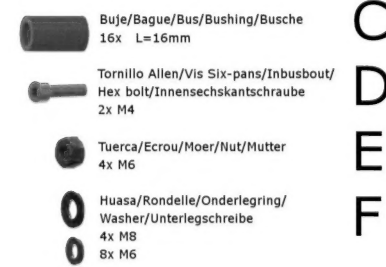 Buje/Bague/Bus/Bushing/Busche
16x L=16mm
C
Tornillo Allen/Vis Six-pans/Inbusbout/
Hex bolt/Innensechskantschraube
2x M4
D
Tuerca/Ecrou/Moer/Nut/Mutter
4x M6
E
Huasa/Rondelle/Onderlegring/
Washer/Unterlegschreibe
4x M8
8x M6
F